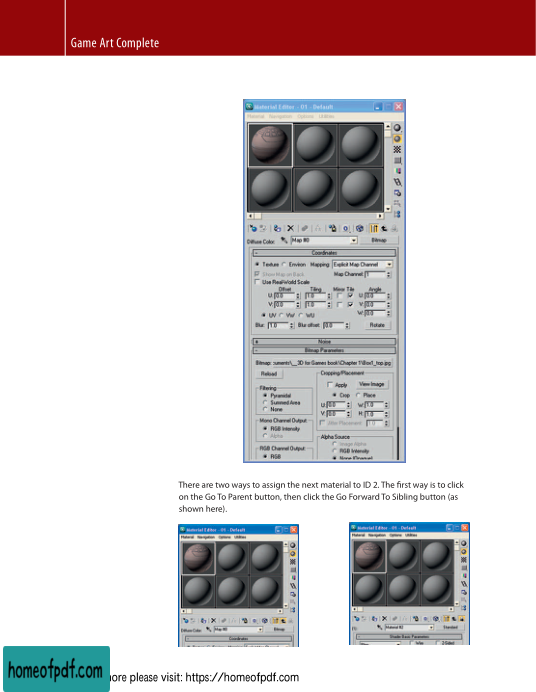 Game Art Complete
Material Editor - 01 - Default
Material Navigation Options Utilities
Diffuse Color: Map #0 Bitmap
Coordinates
Texture Environ Mapping: Explicit Map Channel
Show Map on Back Map Channel: 1
Use Real-World Scale
Offset Tiling Mirror Tile Angle
U: 0.0 1.0 U: 0.0
V: 0.0 1.0 V: 0.0
UV VW WU W: 0.0
Blur: 1.0 Blur offset: 0.0 Rotate
Noise
Bitmap Parameters
Bitmap: :uments\__3D for Games book\Chapter 1\Box1_top.jpg
Reload
Cropping/Placement
Apply View Image
Crop Place
U: 0.0 W: 1.0
V: 0.0 H: 1.0
Jitter Placement: 1.0
Filtering
Pyramidal
Summed Area
None
Mono Channel Output:
RGB Intensity
Alpha
RGB Channel Output:
RGB
Alpha Source
Image Alpha
RGB Intensity
None (Opaque)
There are two ways to assign the next material to ID 2. The first way is to click
on the Go To Parent button, then click the Go Forward To Sibling button (as
shown here).
Material Editor - 01 - Default
Material Navigation Options Utilities
Diffuse Color: Map #0 Bitmap
Coordinates
Material Editor - 01 - Default
Material Navigation Options Utilities
Material #2 Standard
Shader Basic Parameters
Wire 2-Sided
homeofpdf.com
more please visit: https://homeofpdf.com